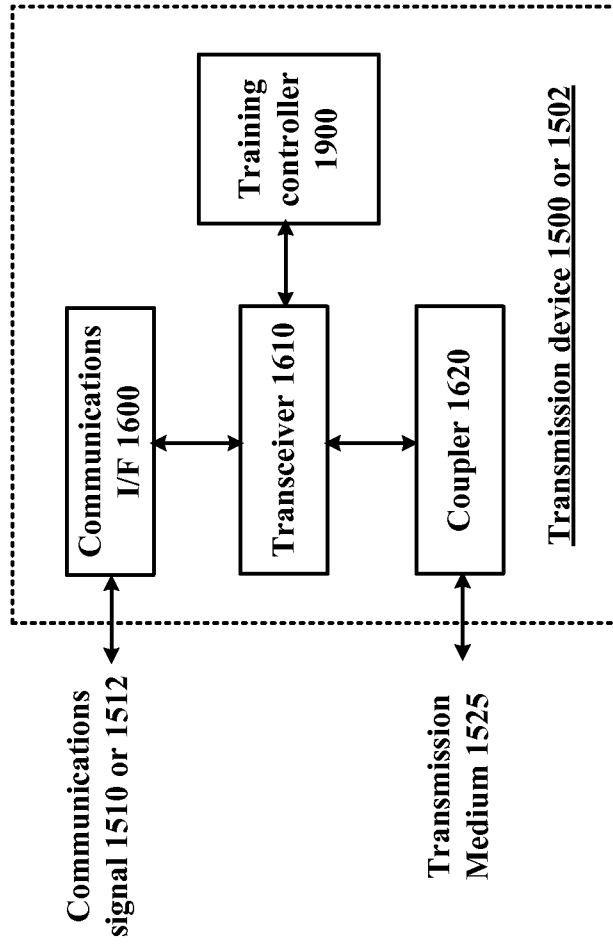 Communications
signal 1510 or 1512
Communications
I/F 1600
Transceiver 1610
Training
controller
1900
Transmission
Medium 1525
Coupler 1620
Transmission device 1500 or 1502